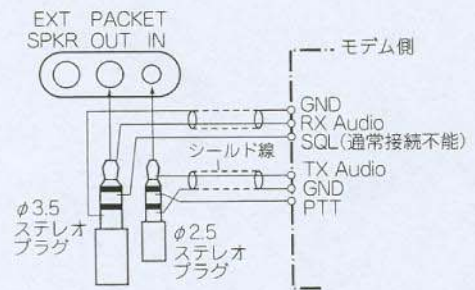 EXT PACKET
SPKR OUT IN
モデム側
GND
RX Audio
SQL(通常接続不能)
シールド線
TX Audio
GND
PTT
φ3.5
ステレオ
プラグ
φ2.5
ステレオ
プラグ